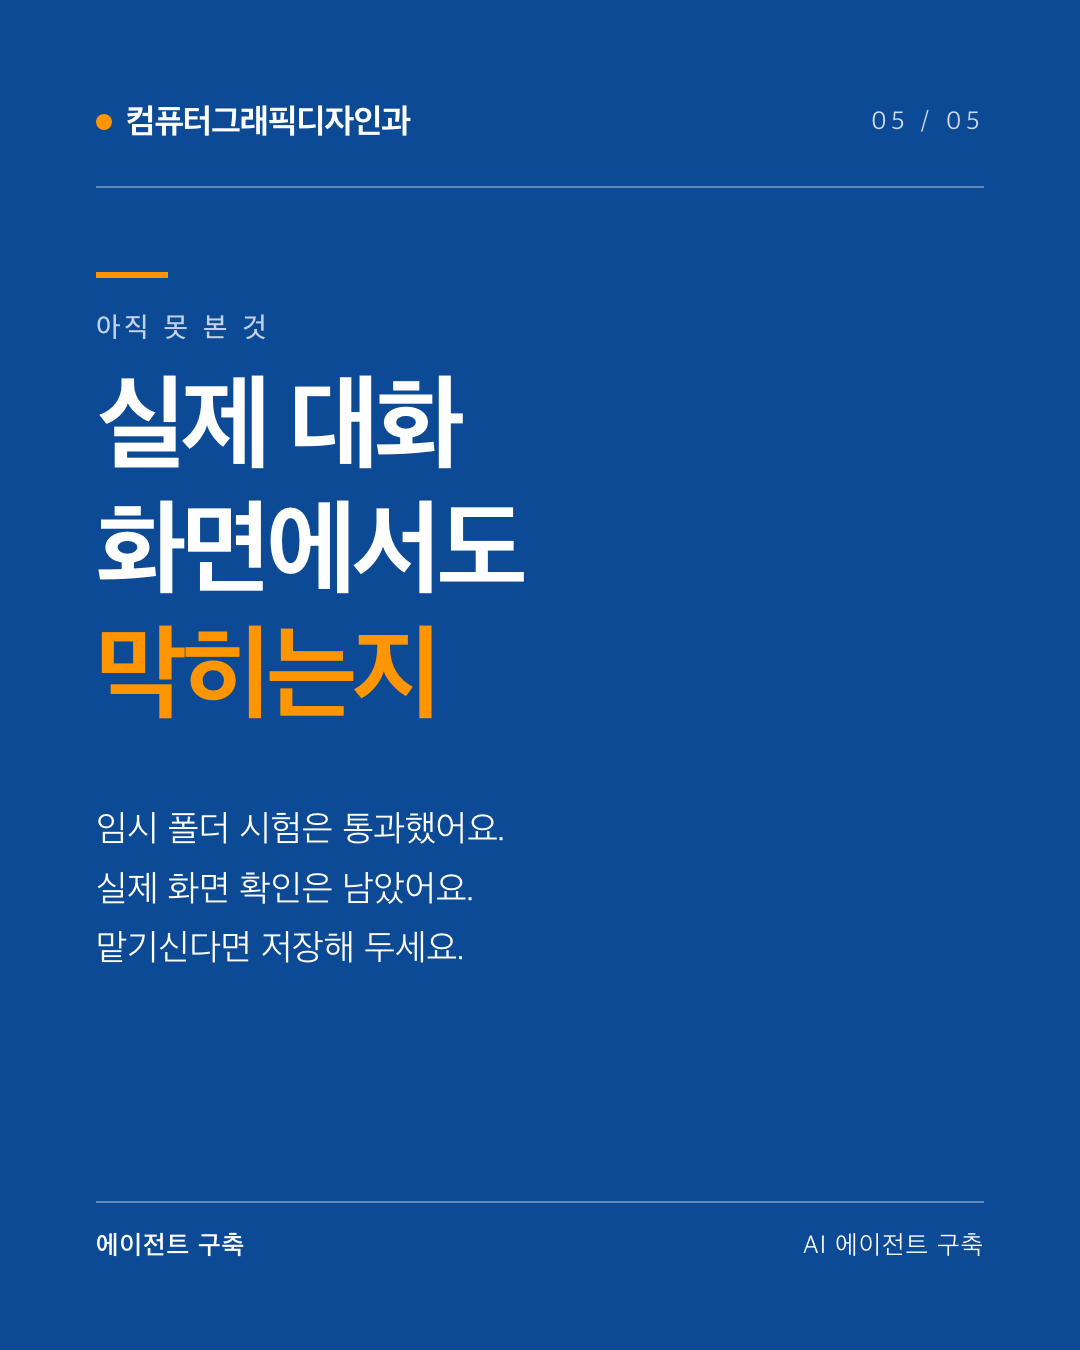 컴퓨터그래픽디자인과
05 / 05
아직 못 본 것
실제 대화
화면에서도
막히는지
임시 폴더 시험은 통과했어요.
실제 화면 확인은 남았어요.
맡기신다면 저장해 두세요.
에이전트 구축
AI 에이전트 구축